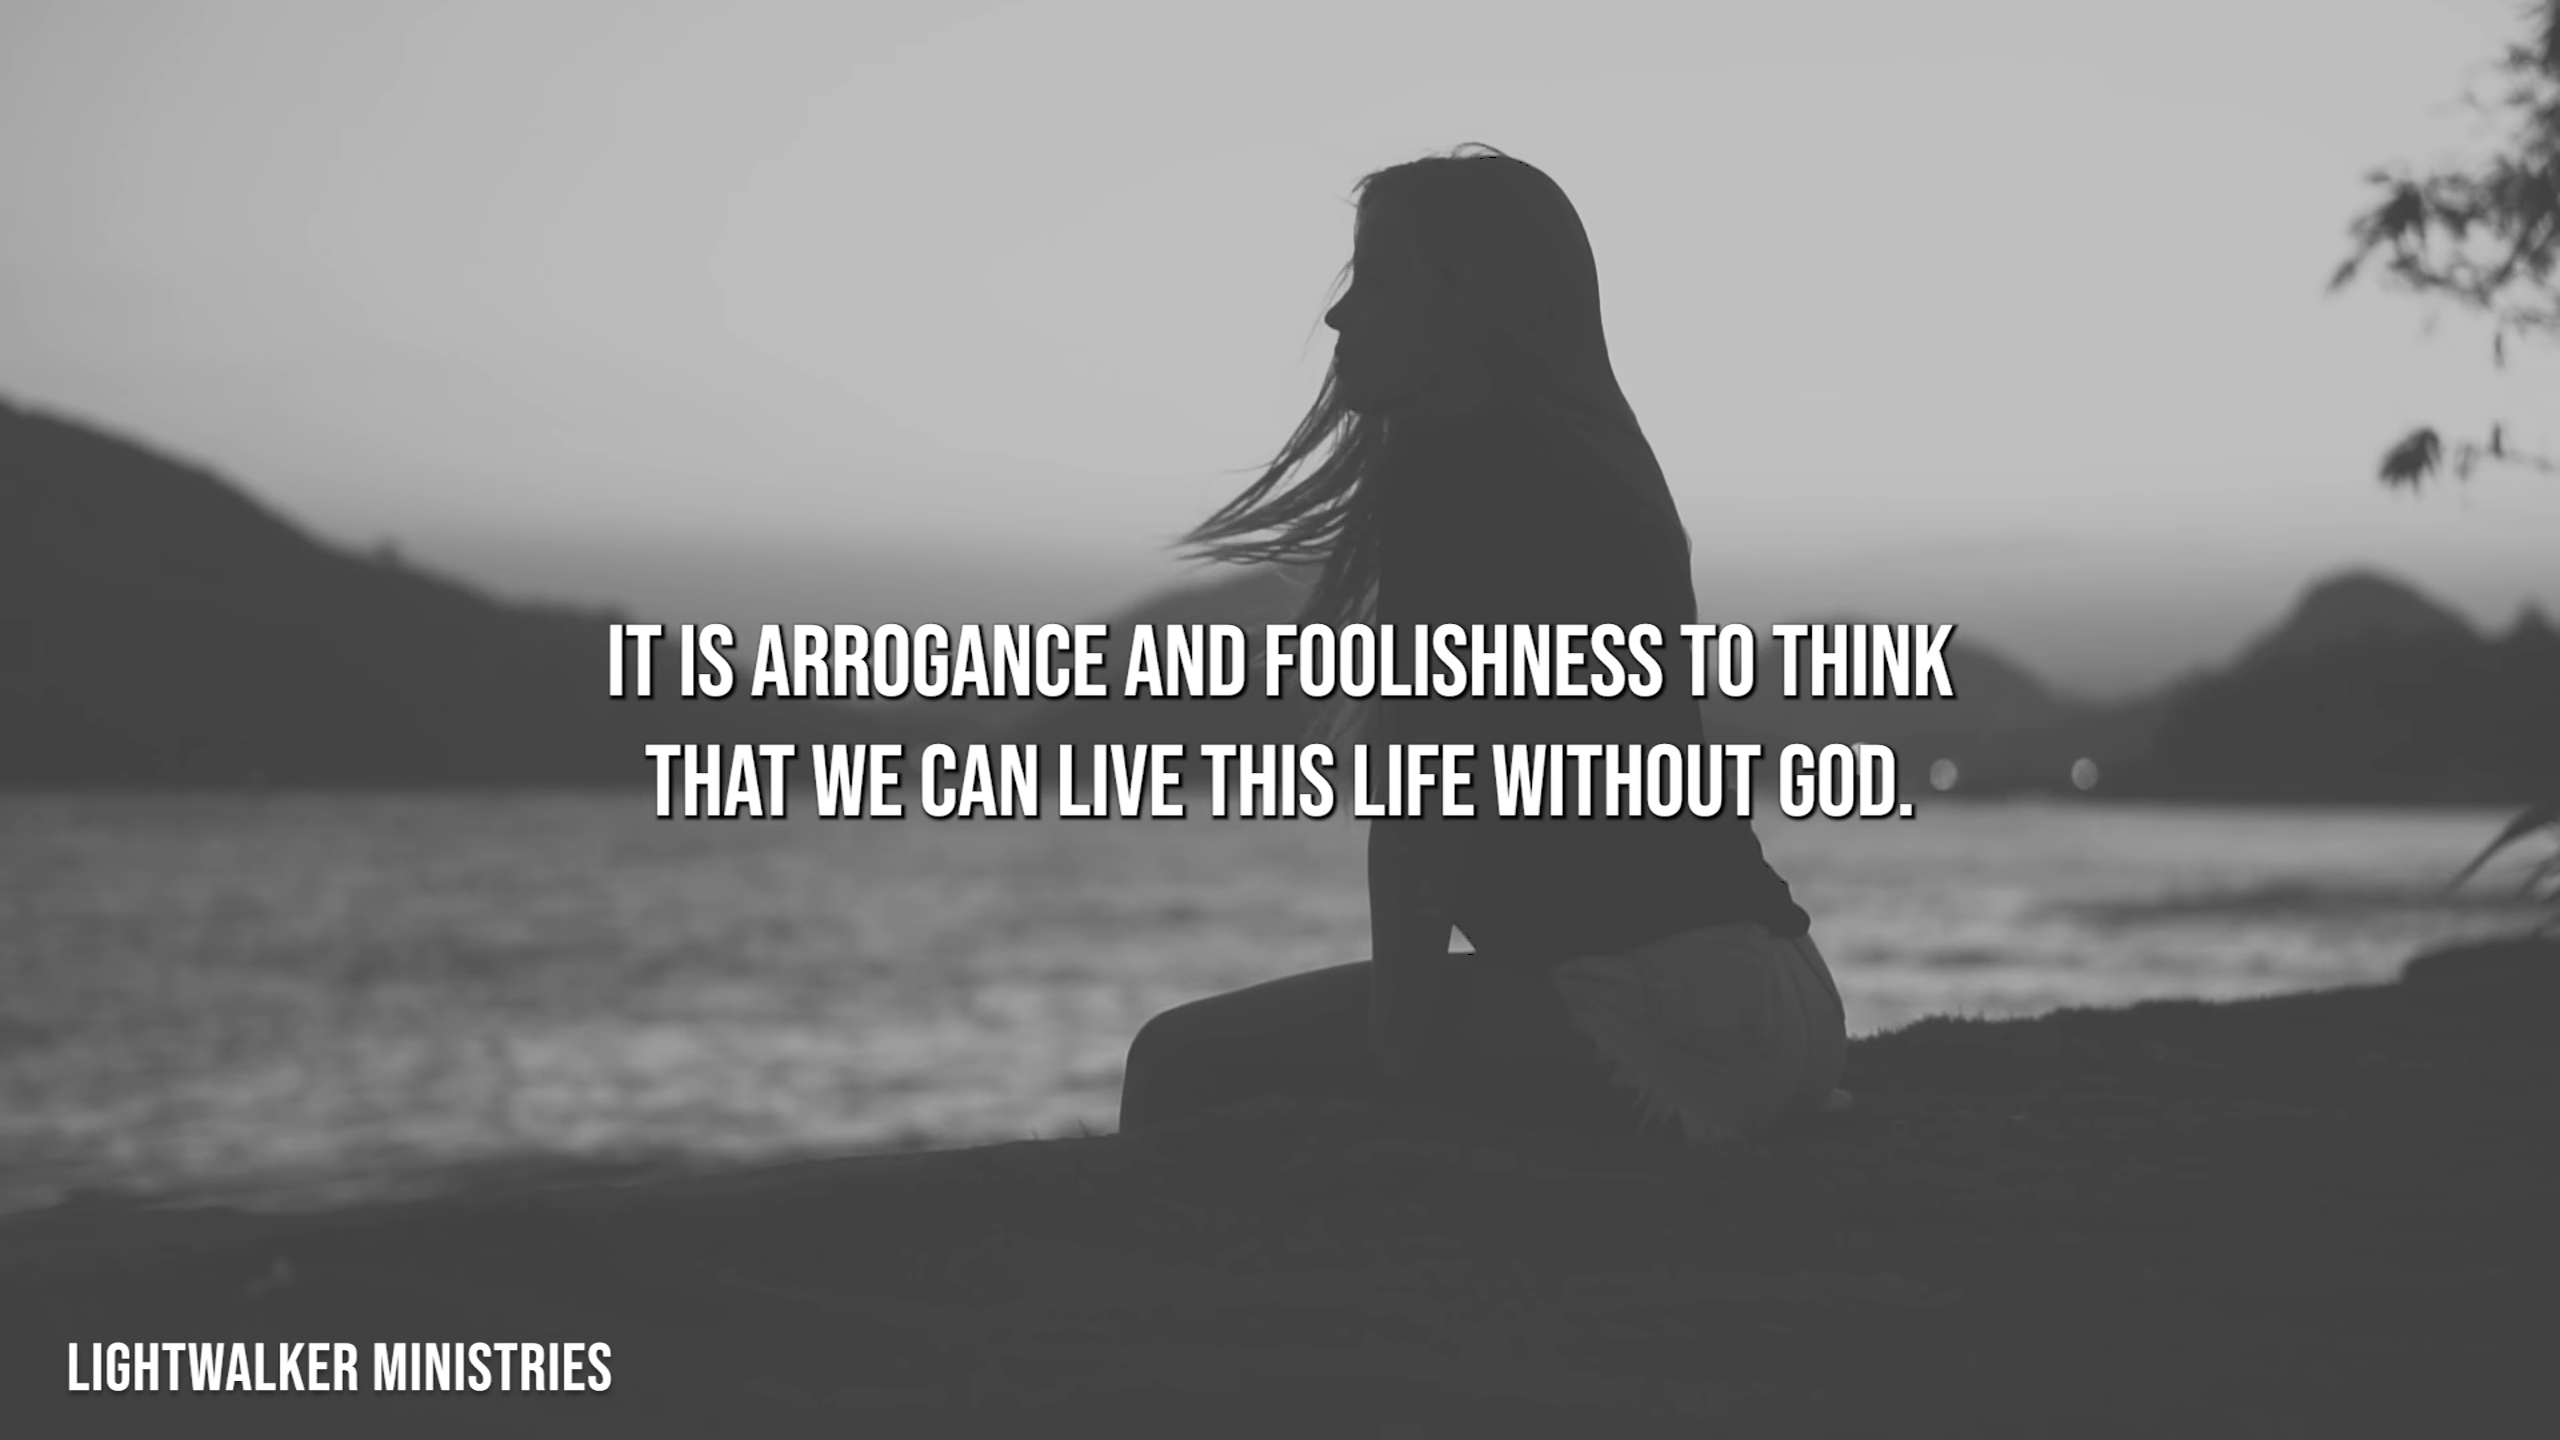 IT IS ARROGANCE AND FOOLISHNESS TO THINK
THAT WE CAN LIVE THIS LIFE WITHOUT GOD.
LIGHTWALKER MINISTRIES